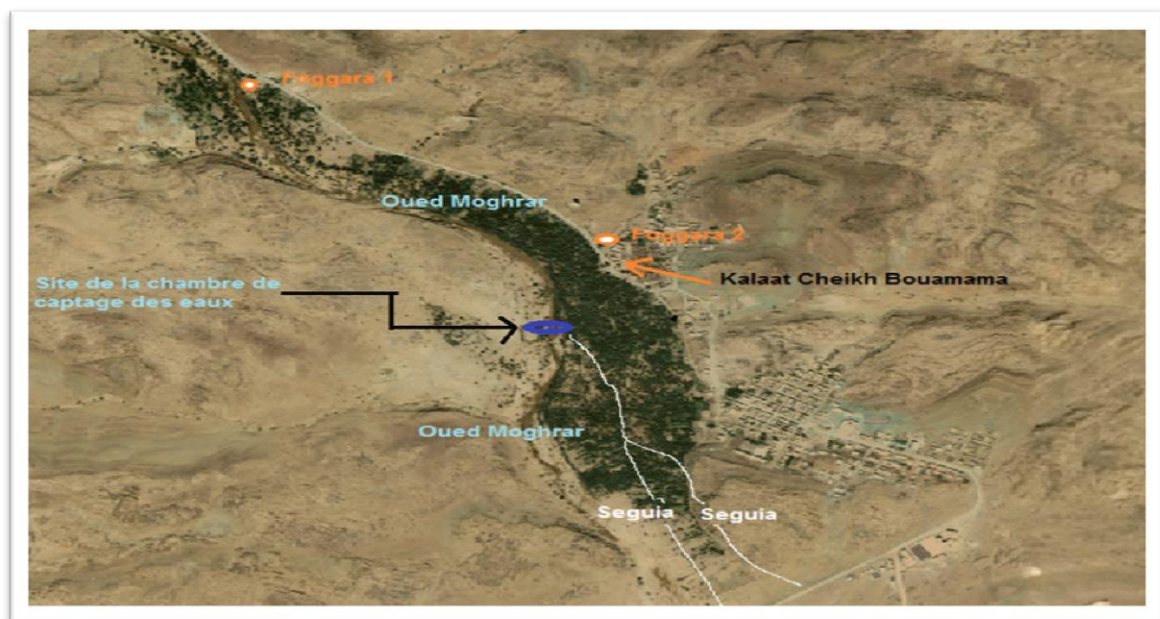 Foggara 1
Oued Moghrar
Foggara 2
Kalaat Cheikh Bouamama
Site de la chambre de
captage des eaux
Oued Moghrar
Seguia
Seguia